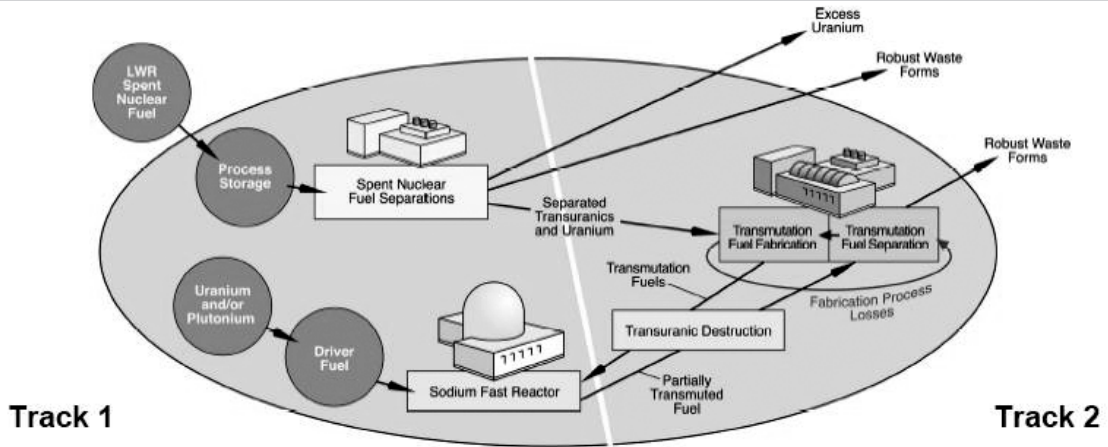 Excess
Uranium
Robust Waste
Forms
LWR
Spent
Nuclear
Fuel
Robust Waste
Forms
Process
Storage
Spent Nuclear
Fuel Separations
Separated
Transuranics
and Uranium
Transmutation
Fuel Fabrication
Transmutation
Fuel Separation
Transmutation
Fuels
Fabrication Process
Losses
Uranium
and/or
Plutonium
Transuranic Destruction
Driver
Fuel
Sodium Fast Reactor
Partially
Transmuted
Fuel
Track 1
Track 2